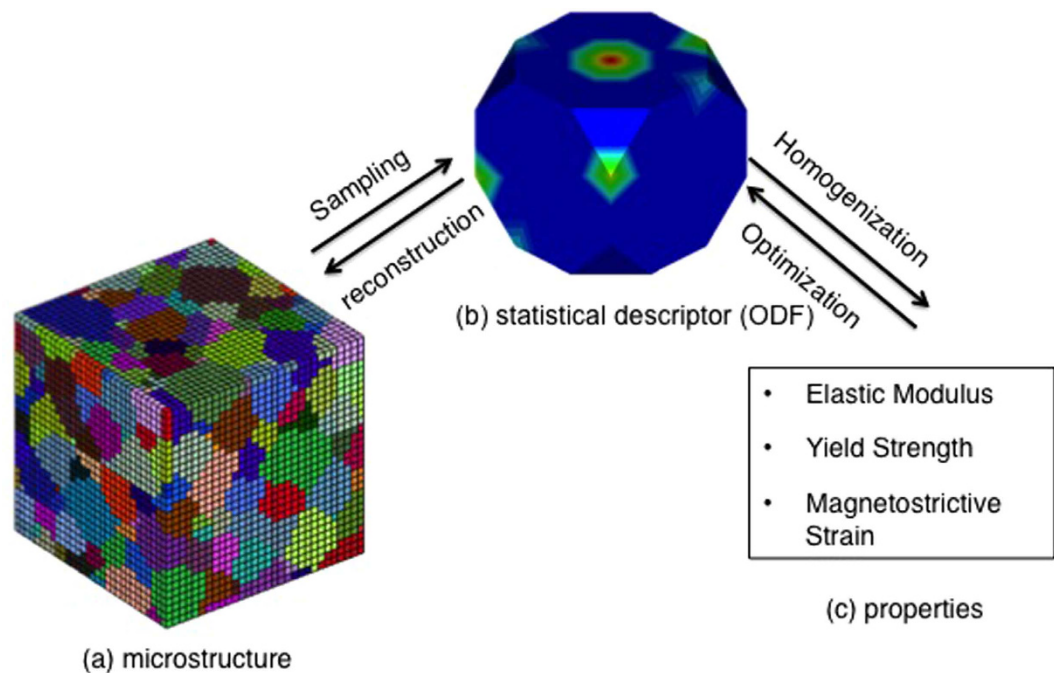 Sampling
reconstruction
Homogenization
Optimization
(b) statistical descriptor (ODF)
• Elastic Modulus
• Yield Strength
• Magnetostrictive
Strain
(c) properties
(a) microstructure